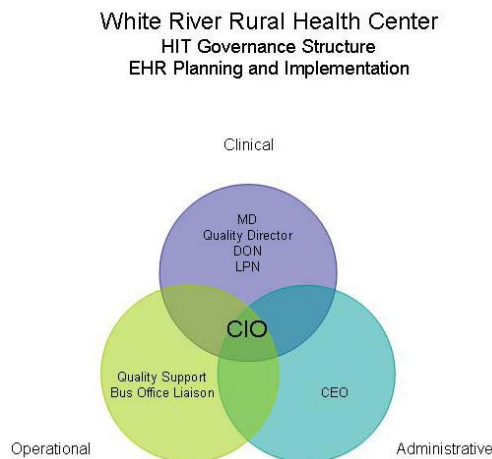 White River Rural Health Center
HIT Governance Structure
EHR Planning and Implementation
Clinical
MD
Quality Director
DON
LPN
CIO
Quality Support
Bus Office Liaison
CEO
Operational
Administrative